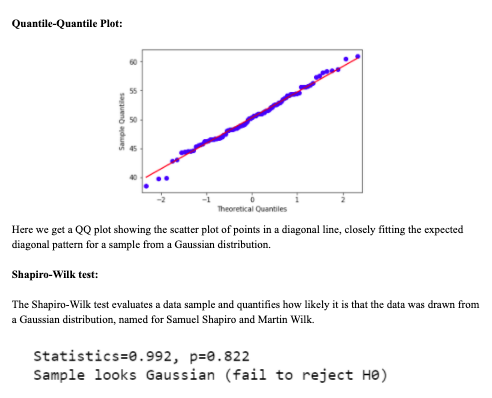 Quantile-Quantile Plot:
60
55
50
45
40
Sample Quantiles
-2 -1 0 1 2
Theoretical Quantiles
Here we get a QQ plot showing the scatter plot of points in a diagonal line, closely fitting the expected
diagonal pattern for a sample from a Gaussian distribution.
Shapiro-Wilk test:
The Shapiro-Wilk test evaluates a data sample and quantifies how likely it is that the data was drawn from
a Gaussian distribution, named for Samuel Shapiro and Martin Wilk.
Statistics=0.992, p=0.822
Sample looks Gaussian (fail to reject H0)